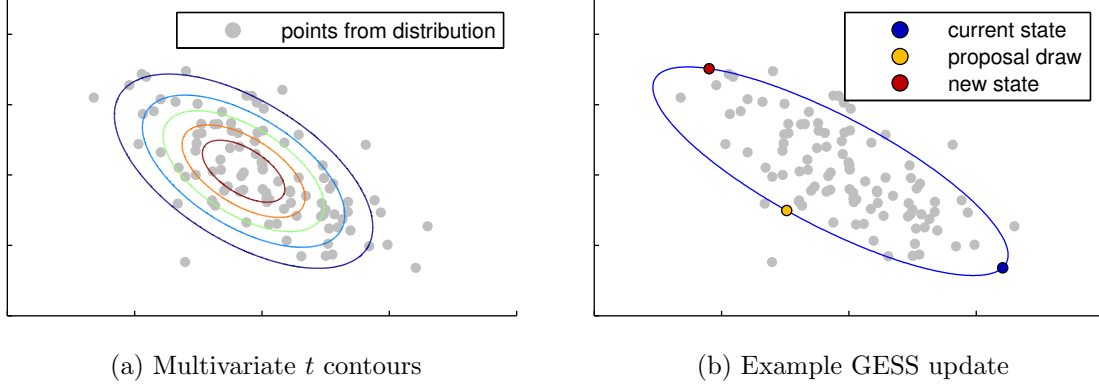 points from distribution
current state
proposal draw
new state
(a) Multivariate t contours
(b) Example GESS update